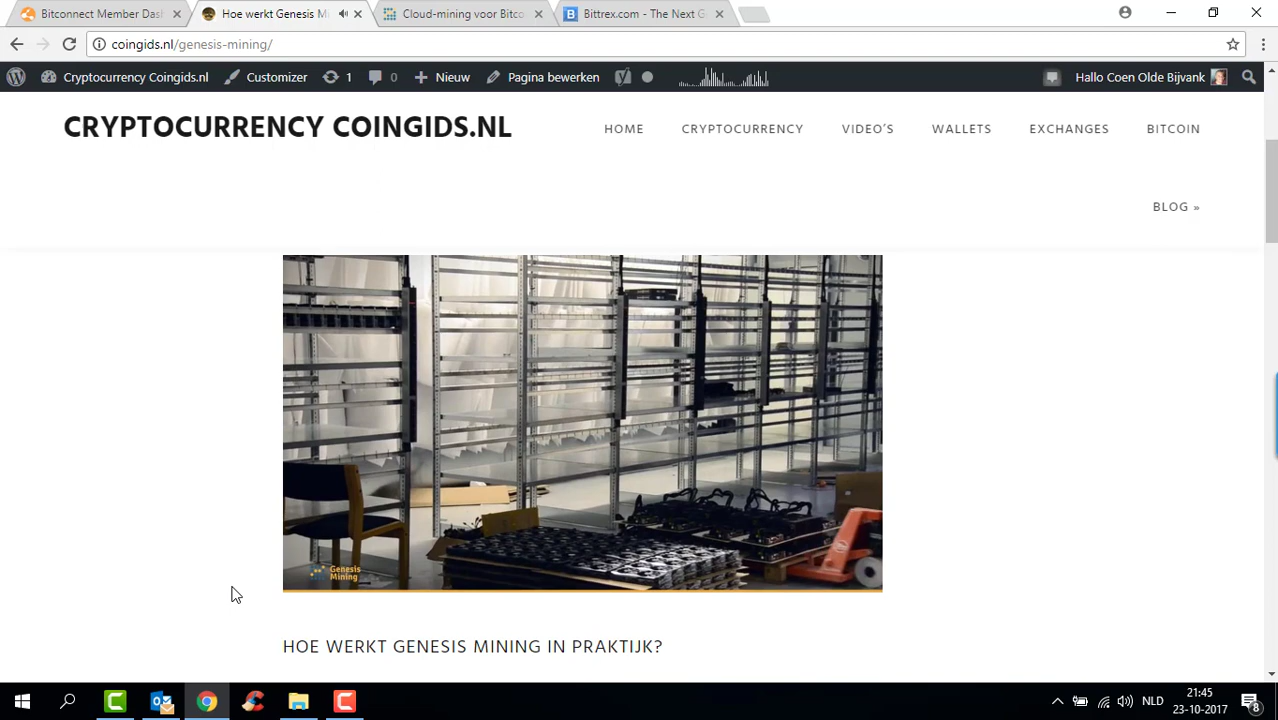 Bitconnect Member Das
Hoe werkt Genesis M
Cloud-mining voor Bitco
Bittrex.com - The Next G
coingids.nl/genesis-mining/
Cryptocurrency Coingids.nl
Customizer
1
0
Nieuw
Pagina bewerken
Hallo Coen Olde Bijvank
CRYPTOCURRENCY COINGIDS.NL
HOME
CRYPTOCURRENCY
VIDEO'S
WALLETS
EXCHANGES
BITCOIN
BLOG »
Genesis
Mining
HOE WERKT GENESIS MINING IN PRAKTIJK?
NLD
21:45
23-10-2017
8